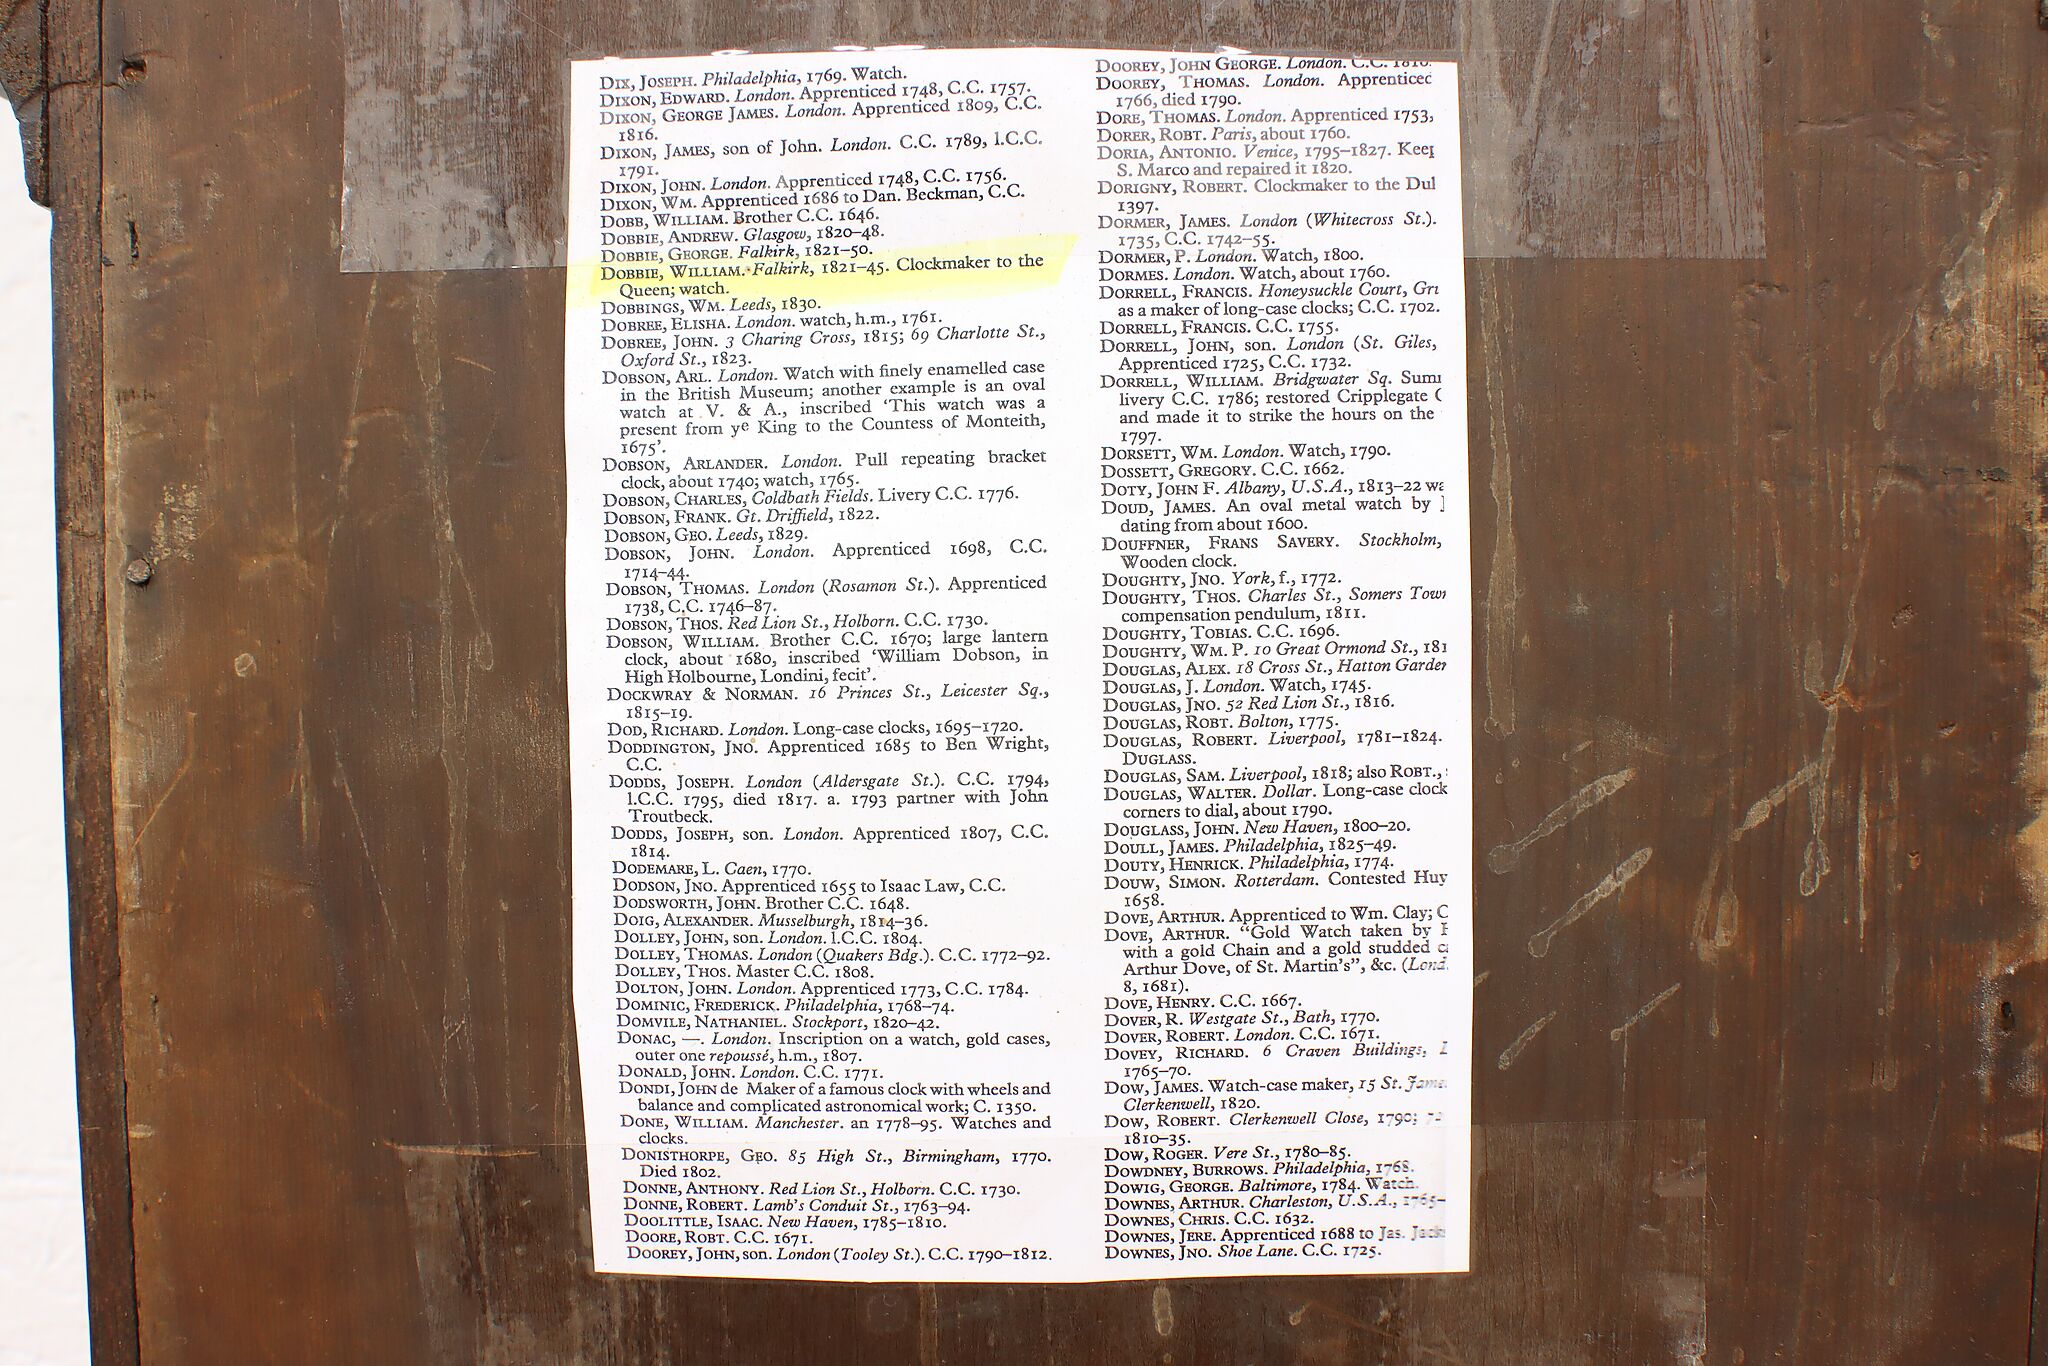 DIX, JOSEPH. Philadelphia, 1769. Watch.
DIXON, EDWARD. London. Apprenticed 1748, C.C. 1757.
DIXON, GEORGE JAMES. London. Apprenticed 1809, C.C.
1816.
DIXON, JAMES, son of John. London. C.C. 1789, l.C.C.
1791.
DIXON, JOHN. London. Apprenticed 1748, C.C. 1756.
DIXON, WM. Apprenticed 1686 to Dan. Beckman, C.C.
DOBB, WILLIAM. Brother C.C. 1646.
DOBBIE, ANDREW. Glasgow, 1820–48.
DOBBIE, GEORGE. Falkirk, 1821–50.
DOBBIE, WILLIAM. Falkirk, 1821–45. Clockmaker to the
Queen; watch.
DOBBINGS, WM. Leeds, 1830.
DOBREE, ELISHA. London. watch, h.m., 1761.
DOBREE, JOHN. 3 Charing Cross, 1815; 69 Charlotte St.,
Oxford St., 1823.
DOBSON, ARL. London. Watch with finely enamelled case
in the British Museum; another example is an oval
watch at V. & A., inscribed ‘This watch was a
present from ye King to the Countess of Monteith,
1675’.
DOBSON, ARLANDER. London. Pull repeating bracket
clock, about 1740; watch, 1765.
DOBSON, CHARLES, Coldbath Fields. Livery C.C. 1776.
DOBSON, FRANK. Gt. Driffield, 1822.
DOBSON, GEO. Leeds, 1829.
DOBSON, JOHN. London. Apprenticed 1698, C.C.
1714–44.
DOBSON, THOMAS. London (Rosamon St.). Apprenticed
1738, C.C. 1746–87.
DOBSON, THOS. Red Lion St., Holborn. C.C. 1730.
DOBSON, WILLIAM. Brother C.C. 1670; large lantern
clock, about 1680, inscribed ‘William Dobson, in
High Holbourne, Londini, fecit’.
DOCKWRAY & NORMAN. 16 Princes St., Leicester Sq.,
1815–19.
DOD, RICHARD. London. Long-case clocks, 1695–1720.
DODDINGTON, JNO. Apprenticed 1685 to Ben Wright,
C.C.
DODDS, JOSEPH. London (Aldersgate St.). C.C. 1794,
l.C.C. 1795, died 1817. a. 1793 partner with John
Troutbeck.
DODDS, JOSEPH, son. London. Apprenticed 1807, C.C.
1814.
DODEMARE, L. Caen, 1770.
DODSON, JNO. Apprenticed 1655 to Isaac Law, C.C.
DODSWORTH, JOHN. Brother C.C. 1648.
DOIG, ALEXANDER. Musselburgh, 1814–36.
DOLLEY, JOHN, son. London. l.C.C. 1804.
DOLLEY, THOMAS. London (Quakers Bdg.). C.C. 1772–92.
DOLLEY, THOS. Master C.C. 1808.
DOLTON, JOHN. London. Apprenticed 1773, C.C. 1784.
DOMINIC, FREDERICK. Philadelphia, 1768–74.
DOMVILE, NATHANIEL. Stockport, 1820–42.
DONAC, —. London. Inscription on a watch, gold cases,
outer one repoussé, h.m., 1807.
DONALD, JOHN. London. C.C. 1771.
DONDI, JOHN de Maker of a famous clock with wheels and
balance and complicated astronomical work; C. 1350.
DONE, WILLIAM. Manchester. an 1778–95. Watches and
clocks.
DONISTHORPE, GEO. 85 High St., Birmingham, 1770.
Died 1802.
DONNE, ANTHONY. Red Lion St., Holborn. C.C. 1730.
DONNE, ROBERT. Lamb's Conduit St., 1763–94.
DOOLITTLE, ISAAC. New Haven, 1785–1810.
DOORE, ROBT. C.C. 1671.
DOOREY, JOHN, son. London (Tooley St.). C.C. 1790–1812.
DOOREY, JOHN GEORGE. London. C.C.
DOOREY, THOMAS. London. Apprenticed
1766, died 1790.
DORE, THOMAS. London. Apprenticed 1753,
DORER, ROBT. Paris, about 1760.
DORIA, ANTONIO. Venice, 1795–1827.
S. Marco and repaired it 1820.
DORIGNY, ROBERT. Clockmaker to the
1397.
DORMER, JAMES. London (Whitecross St.).
1735, C.C. 1742–55.
DORMER, P. London. Watch, 1800.
DORMES. London. Watch, about 1760.
DORRELL, FRANCIS. Honeysuckle Court,
as a maker of long-case clocks; C.C. 1702.
DORRELL, FRANCIS. C.C. 1755.
DORRELL, JOHN, son. London (St. Giles,
Apprenticed 1725, C.C. 1732.
DORRELL, WILLIAM. Bridgwater Sq.
livery C.C. 1786; restored Cripplegate
and made it to strike the hours on the
1797.
DORSETT, WM. London. Watch, 1790.
DOSSETT, GREGORY. C.C. 1662.
DOTY, JOHN F. Albany, U.S.A., 1813–22
DOUD, JAMES. An oval metal watch by
dating from about 1600.
DOUFFNER, FRANS SAVERY. Stockholm,
Wooden clock.
DOUGHTY, JNO. York, f., 1772.
DOUGHTY, THOS. Charles St., Somers
compensation pendulum, 1811.
DOUGHTY, TOBIAS. C.C. 1696.
DOUGHTY, WM. P. 10 Great Ormond St.,
DOUGLAS, ALEX. 18 Cross St., Hatton
DOUGLAS, J. London. Watch, 1745.
DOUGLAS, JNO. 52 Red Lion St., 1816.
DOUGLAS, ROBT. Bolton, 1775.
DOUGLAS, ROBERT. Liverpool, 1781–1824.
DUGLASS.
DOUGLAS, SAM. Liverpool, 1818; also ROBT.,
DOUGLAS, WALTER. Dollar. Long-case clock
corners to dial, about 1790.
DOUGLASS, JOHN. New Haven, 1800–20.
DOULL, JAMES. Philadelphia, 1825–49.
DOUTY, HENRICK. Philadelphia, 1774.
DOUW, SIMON. Rotterdam. Contested
1658.
DOVE, ARTHUR. Apprenticed to Wm. Clay;
DOVE, ARTHUR. “Gold Watch taken by
with a gold Chain and a gold studded
Arthur Dove, of St. Martin's”, &c.
8, 1681).
DOVE, HENRY. C.C. 1667.
DOVER, R. Westgate St., Bath, 1770.
DOVER, ROBERT. London. C.C. 1671.
DOVEY, RICHARD. 6 Craven Buildings,
1765–70.
DOW, JAMES. Watch-case maker, 15 St.
Clerkenwell, 1820.
DOW, ROBERT. Clerkenwell Close, 1790;
1810–35.
DOW, ROGER. Vere St., 1780–85.
DOWDNEY, BURROWS. Philadelphia, 1768.
DOWIG, GEORGE. Baltimore, 1784. Watch.
DOWNES, ARTHUR. Charleston, U.S.A., 1765–
DOWNES, CHRIS. C.C. 1632.
DOWNES, JERE. Apprenticed 1688 to Jas.
DOWNES, JNO. Shoe Lane. C.C. 1725.